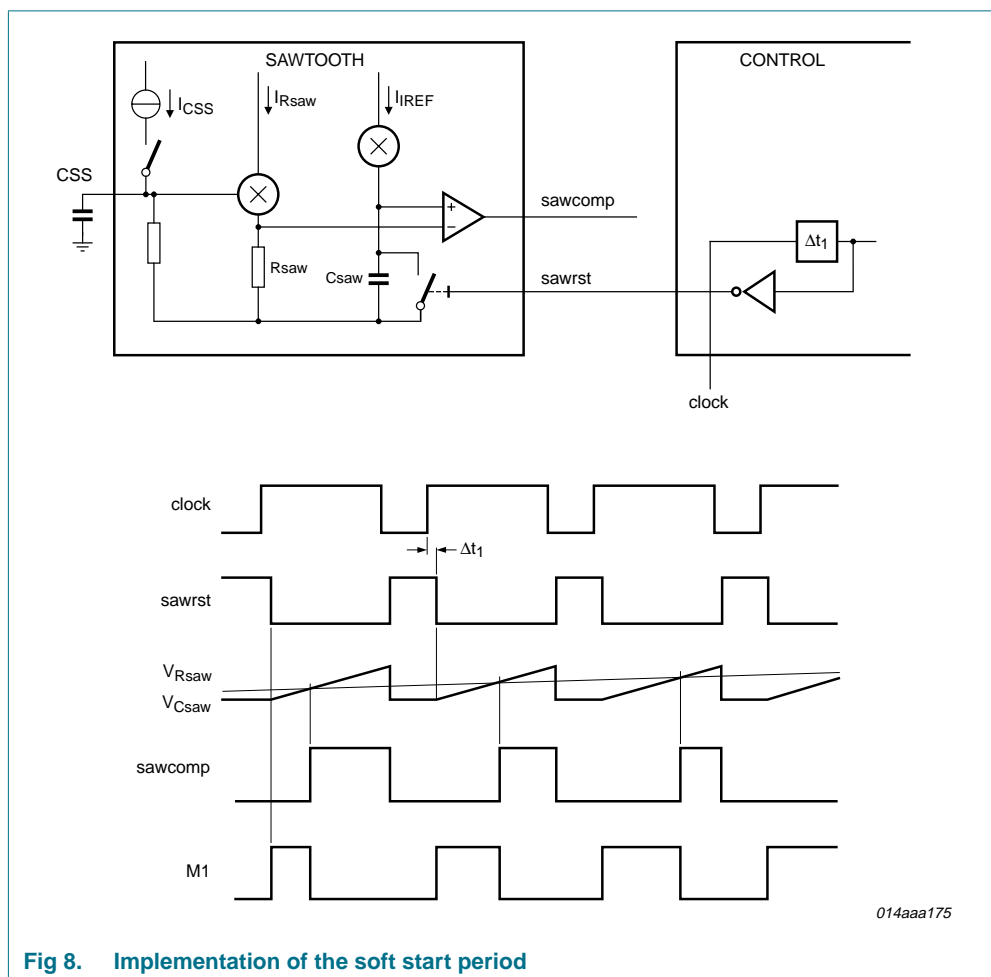 SAWTOOTH
CONTROL
ICSS
IRsaw
IIREF
CSS
Rsaw
Csaw
sawcomp
sawrst
Δt1
clock
clock
Δt1
sawrst
VRsaw
VCsaw
sawcomp
M1
014aaa175
Fig 8. Implementation of the soft start period